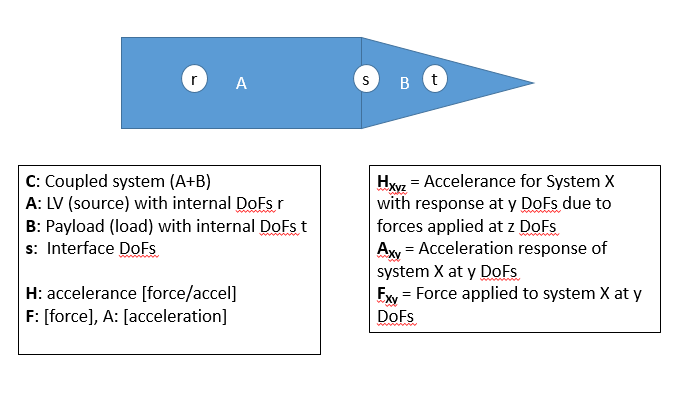 r A s B t
C: Coupled system (A+B)
A: LV (source) with internal DoFs r
B: Payload (load) with internal DoFs t
s: Interface DoFs
H: accelerance [force/accel]
F: [force], A: [acceleration]
HXyz = Accelerance for System X
with response at y DoFs due to
forces applied at z DoFs
AXy = Acceleration response of
system X at y DoFs
FXy = Force applied to system X at y
DoFs